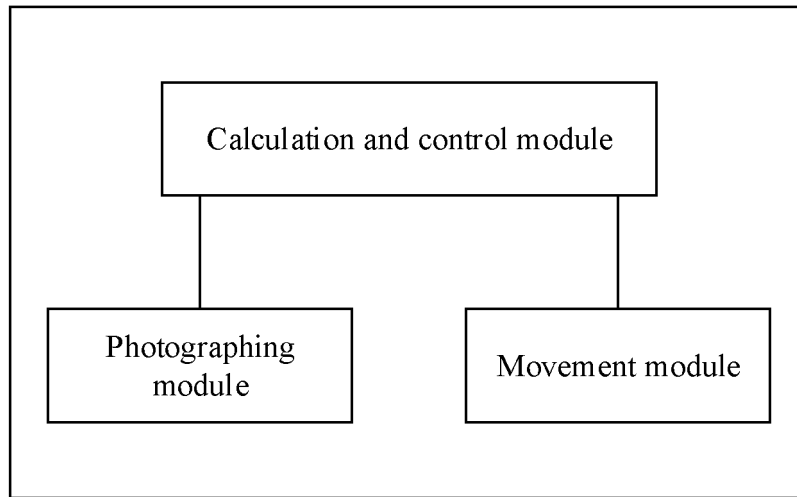 Calculation and control module
Photographing
module
Movement module